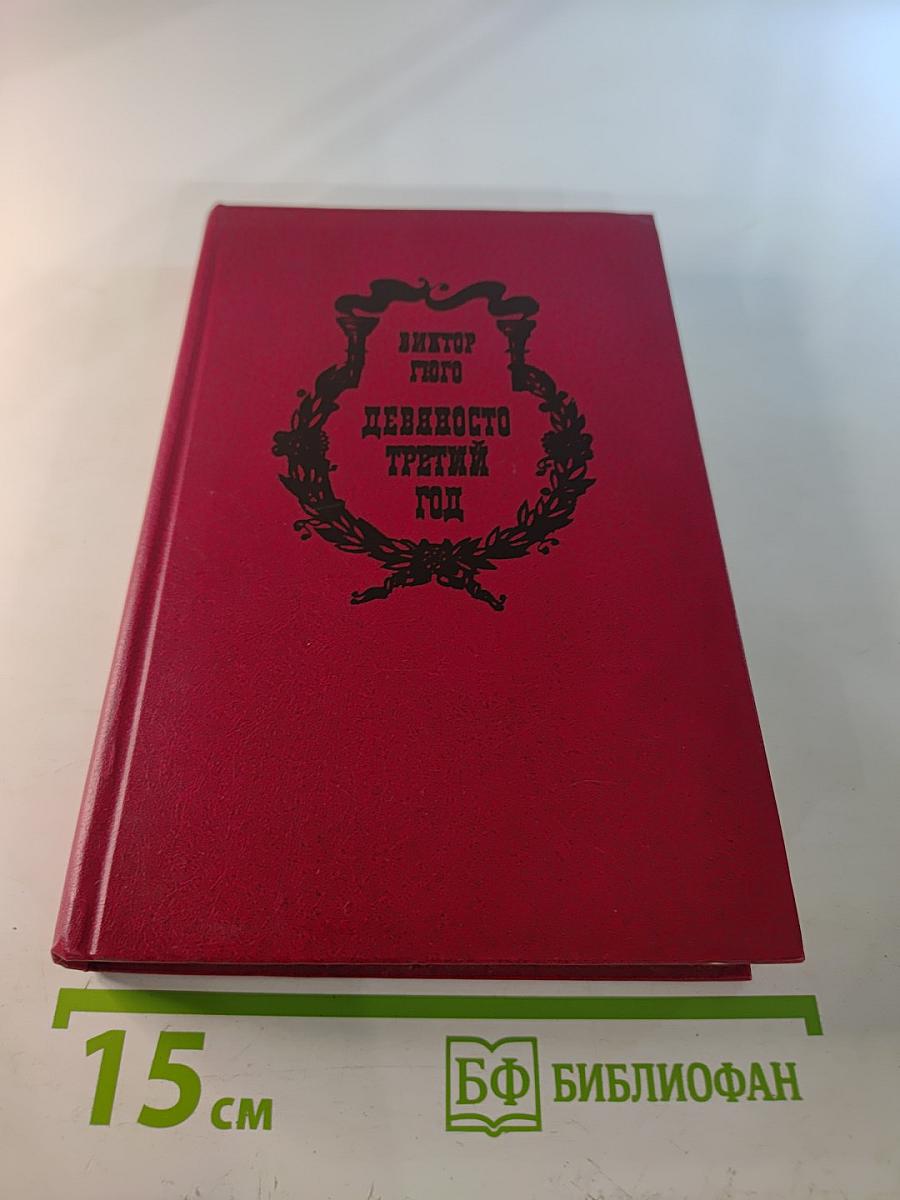 ВИКТОР
ГЮГО
ДЕВЯНОСТО
ТРЕТИЙ
ГОД
15 см
БФ БИБЛИОФАН